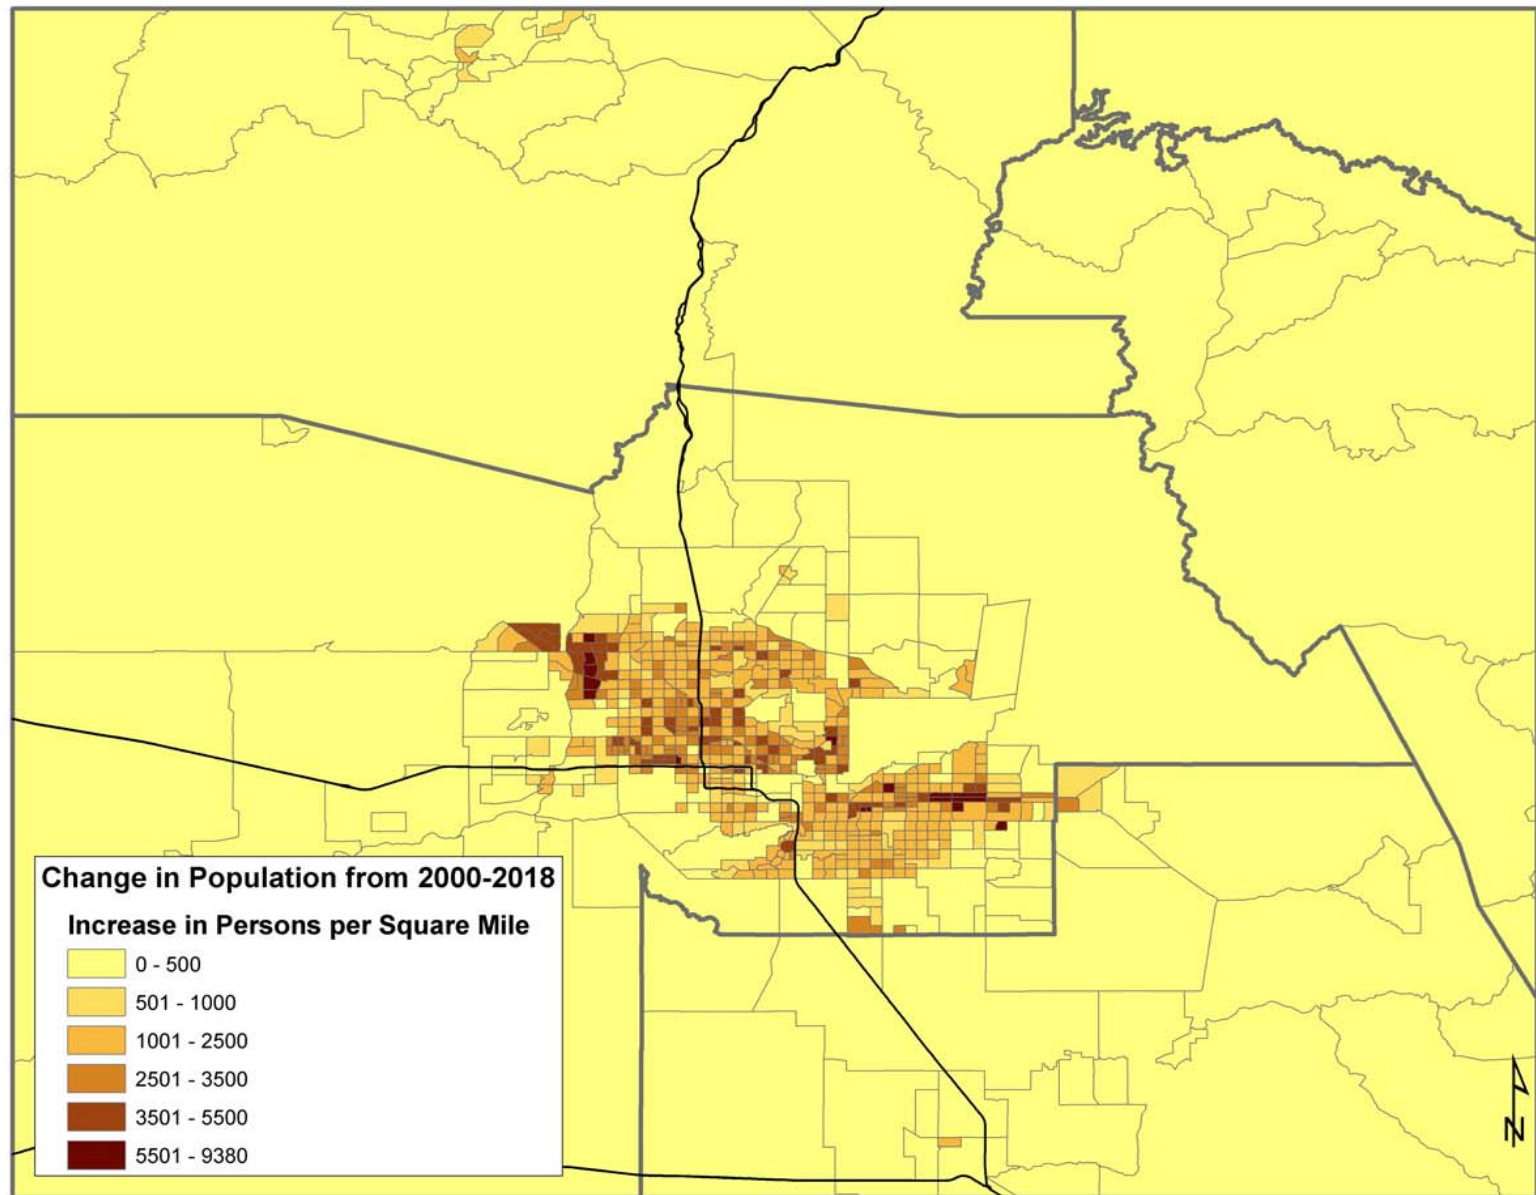 Change in Population from 2000-2018
Increase in Persons per Square Mile
0 - 500
501 - 1000
1001 - 2500
2501 - 3500
3501 - 5500
5501 - 9380
N